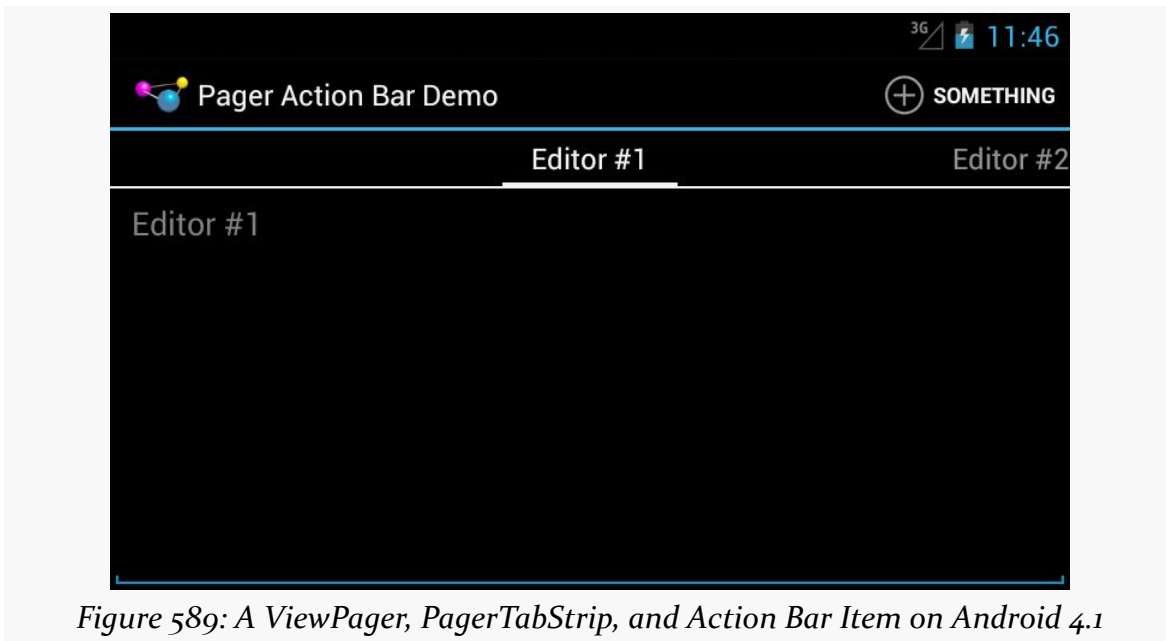 3G 11:46
Pager Action Bar Demo SOMETHING
Editor #1 Editor #2
Editor #1
Figure 589: A ViewPager, PagerTabStrip, and Action Bar Item on Android 4.1